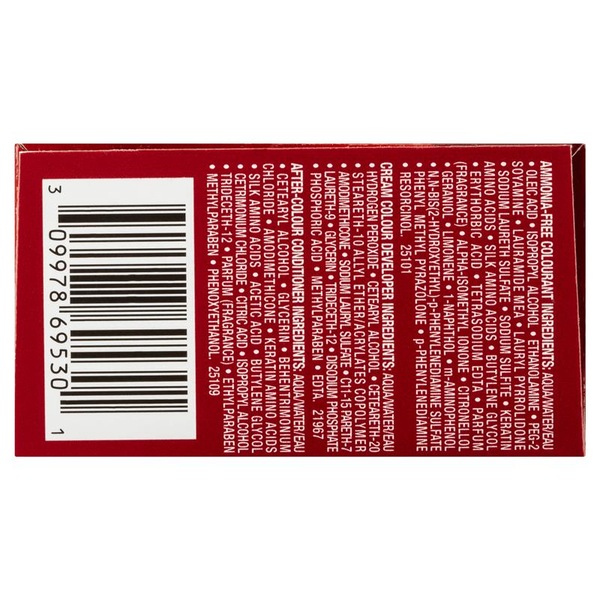 AMMONIA-FREE COLOURANT INGREDIENTS: AQUA/WATER/EAU
• OLEIC ACID • ISOPROPYL ALCOHOL • ETHANOLAMINE • PEG-2
SOYAMINE • LAURAMIDE MEA • LAURYL PYRROLIDONE
• SODIUM LAURETH SULFATE • SODIUM SULFITE • KERATIN
AMINO ACIDS • SILK AMINO ACIDS • BUTYLENE GLYCOL
• ERYTHORBIC ACID • TETRASODIUM EDTA • PARFUM
(FRAGRANCE) • ALPHA-ISOMETHYL IONONE • CITRONELLOL
• GERANIOL • LINALOOL • 1-NAPHTHOL • m-AMINOPHENOL
• N,N-BIS(2-HYDROXYETHYL)-p-PHENYLENEDIAMINE SULFATE
• PHENYL METHYL PYRAZOLONE • p-PHENYLENEDIAMINE
• RESORCINOL. 25101
CREAM COLOUR DEVELOPER INGREDIENTS: AQUA/WATER/EAU
• HYDROGEN PEROXIDE • CETEARYL ALCOHOL • CETEARETH-20
• STEARETH-10 ALLYL ETHER/ACRYLATES COPOLYMER
• AMODIMETHICONE • SODIUM LAURYL SULFATE • C11-15 PARETH-7
• LAURETH-9 • GLYCERIN • TRIDECETH-12 • DISODIUM PHOSPHATE
• PHOSPHORIC ACID • METHYLPARABEN • EDTA. 21967
AFTER-COLOUR CONDITIONER INGREDIENTS: AQUA/WATER/EAU
• CETEARYL ALCOHOL • GLYCERIN • BEHENTRIMONIUM
CHLORIDE • AMODIMETHICONE • KERATIN AMINO ACIDS
• SILK AMINO ACIDS • ACETIC ACID • BUTYLENE GLYCOL
• CETRIMONIUM CHLORIDE • CITRIC ACID • ISOPROPYL ALCOHOL
• TRIDECETH-12 • PARFUM (FRAGRANCE) • ETHYLPARABEN
• METHYLPARABEN • PHENOXYETHANOL. 25109
3 09978 69530 1